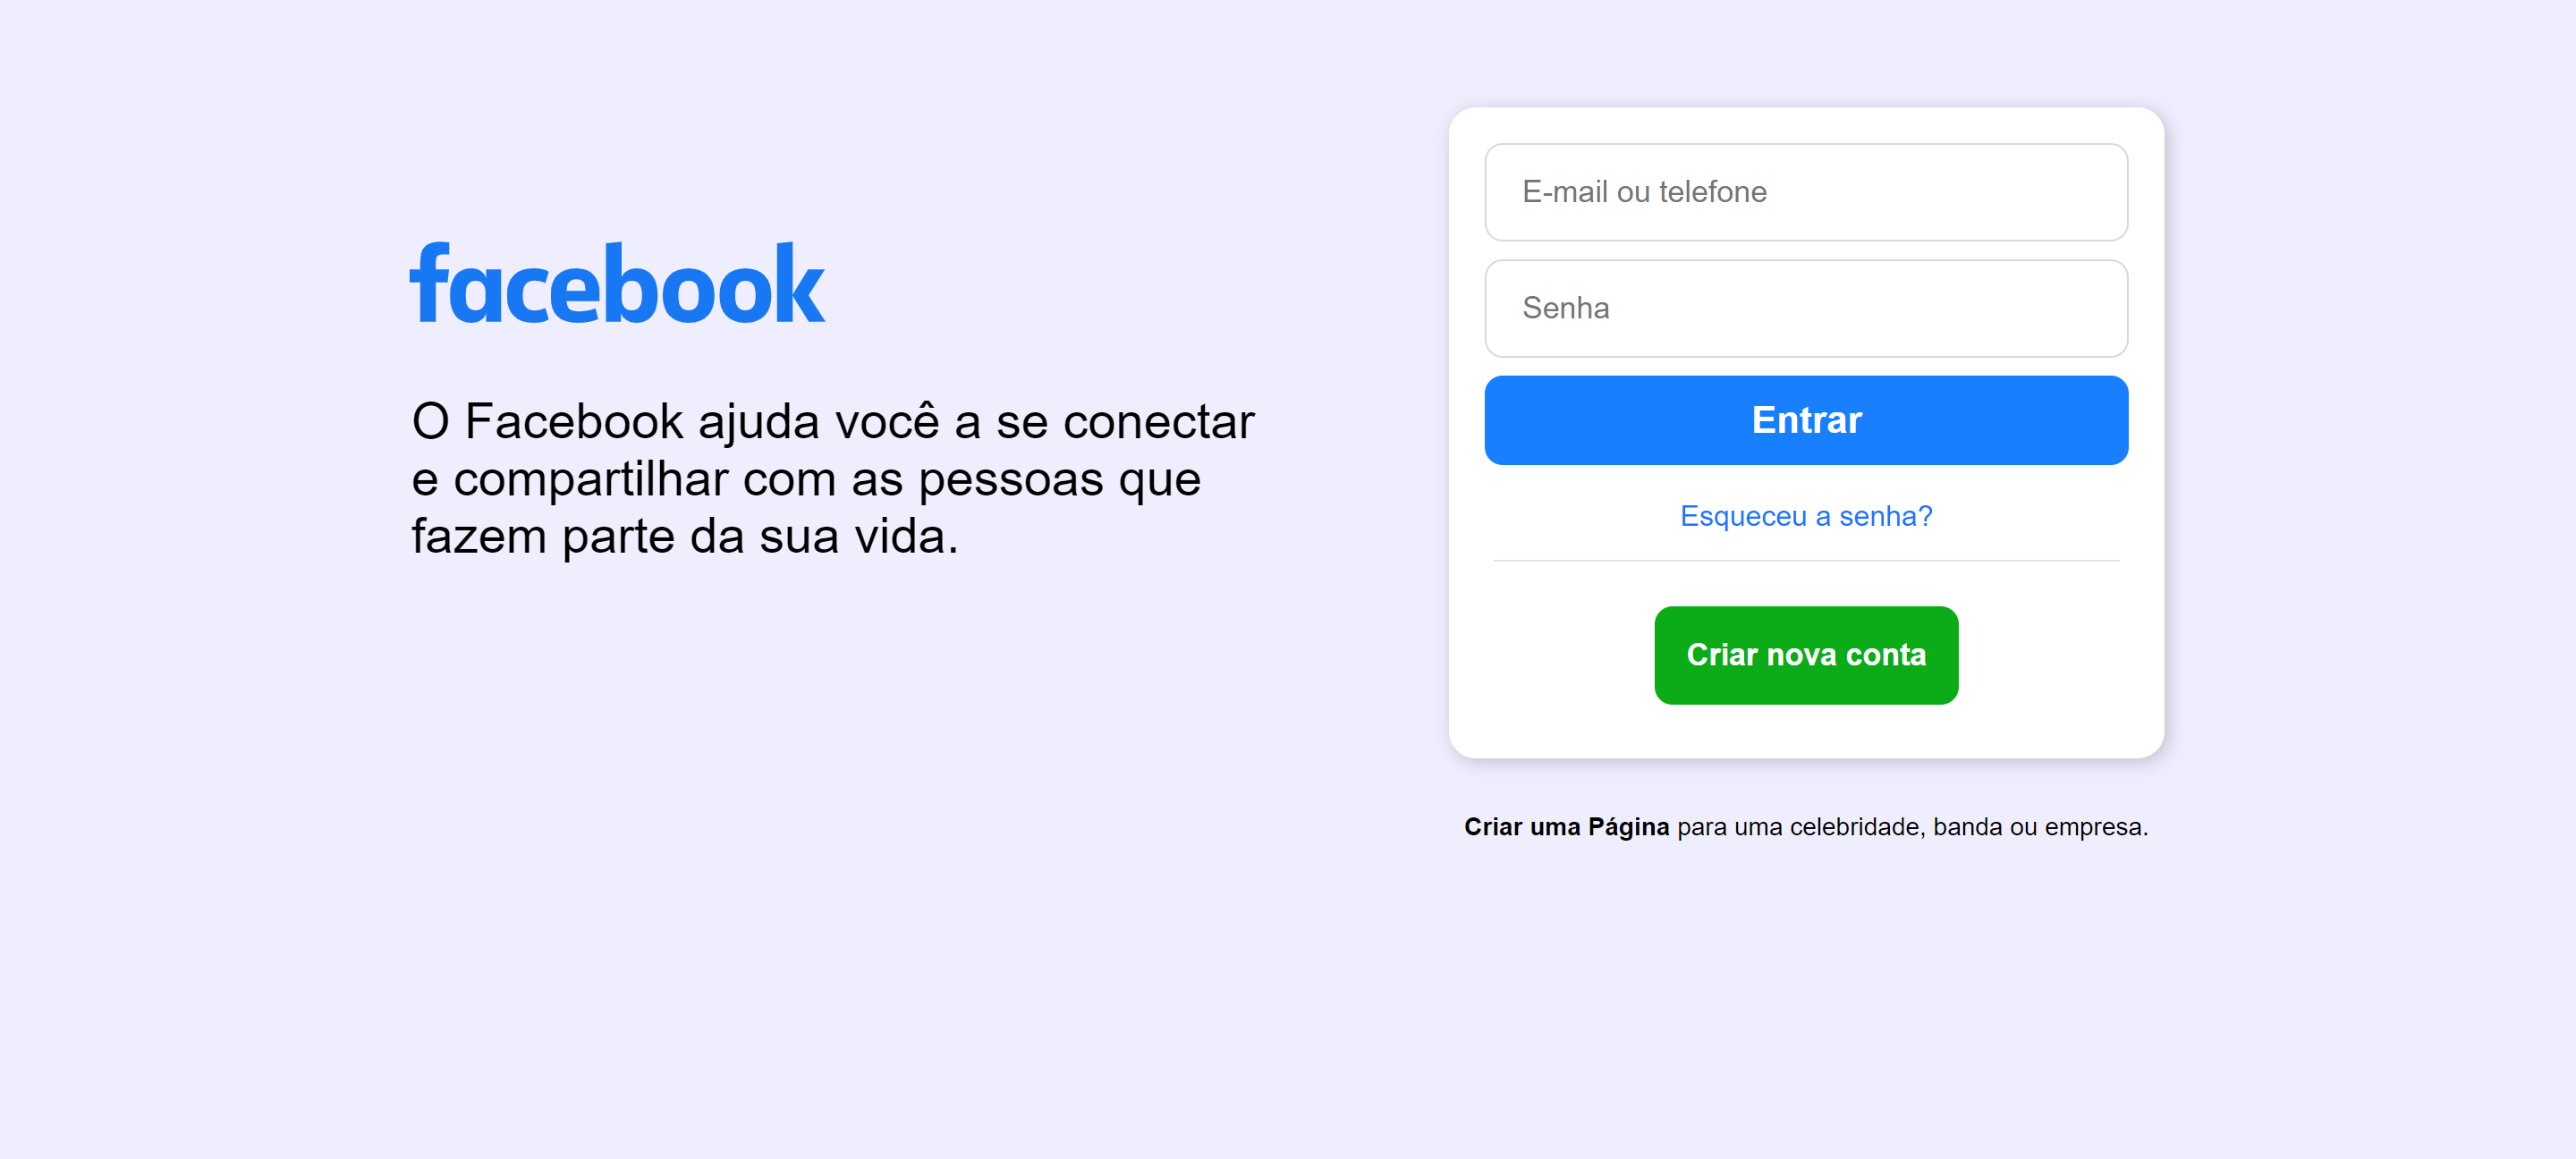 facebook
O Facebook ajuda você a se conectar
e compartilhar com as pessoas que
fazem parte da sua vida.
E-mail ou telefone
Senha
Entrar
Esqueceu a senha?
Criar nova conta
Criar uma Página para uma celebridade, banda ou empresa.